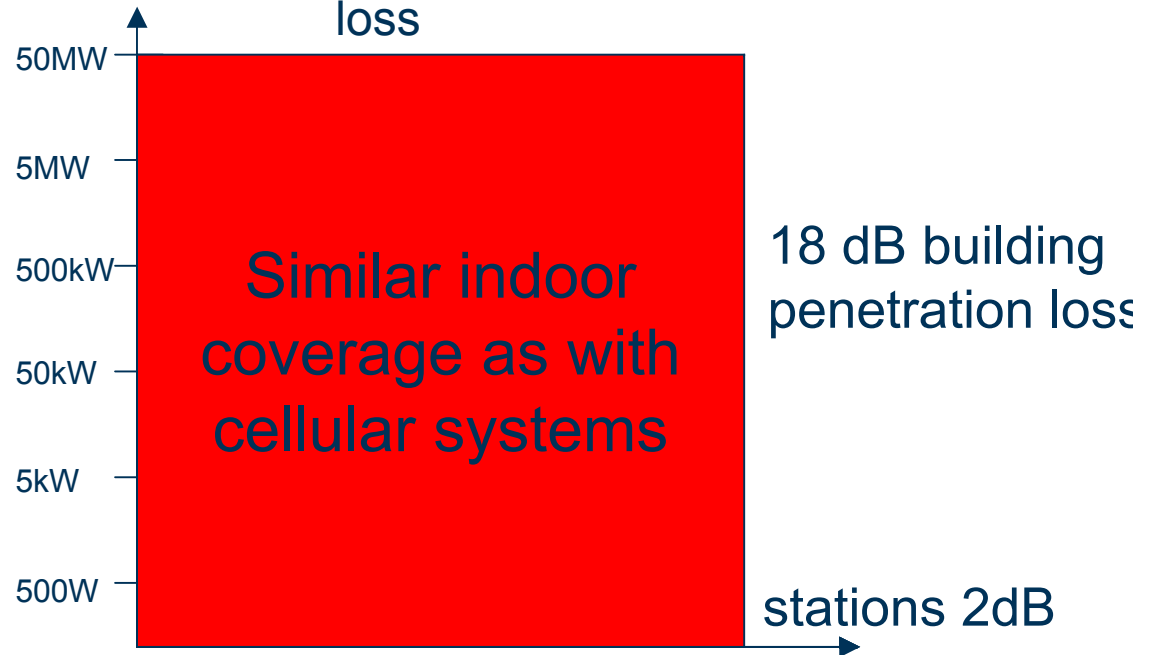 loss
50MW
5MW
500kW
50kW
5kW
500W
Similar indoor
coverage as with
cellular systems
18 dB building
penetration loss
stations 2dB